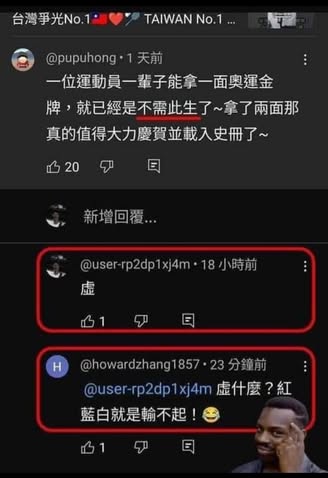 台灣爭光No.1🇹🇼❤️🏸 TAIWAN No.1 ...
@pupuhong • 1 天前
一位運動員一輩子能拿一面奧運金
牌，就已經是不需此生了~拿了兩面那
真的值得大力慶賀並載入史冊了~
20
新增回覆...
@user-rp2dp1xj4m • 18 小時前
虛
1
H
@howardzhang1857 • 23 分鐘前
@user-rp2dp1xj4m 虛什麼？紅
藍白就是輸不起！😂
1